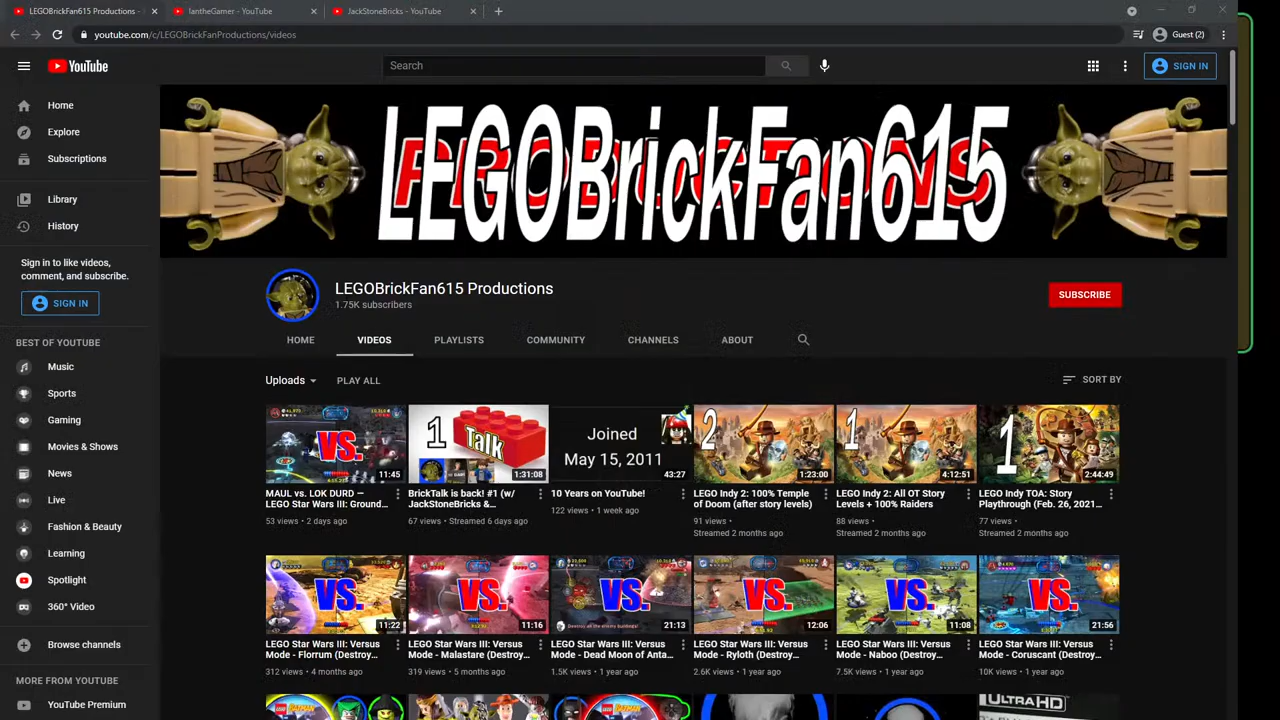 LEGOBrickFan615 Productions -
IantheGamer - YouTube
JackStoneBricks - YouTube
youtube.com/c/LEGOBrickFanProductions/videos
Guest (2)
YouTube
Search
SIGN IN
Home
Explore
Subscriptions
Library
History
Sign in to like videos,
comment, and subscribe.
SIGN IN
BEST OF YOUTUBE
Music
Sports
Gaming
Movies & Shows
News
Live
Fashion & Beauty
Learning
Spotlight
360° Video
Browse channels
MORE FROM YOUTUBE
YouTube Premium
PRODUCTIONS
LEGOBrickFan615
LEGOBrickFan615 Productions
1.75K subscribers
SUBSCRIBE
HOME
VIDEOS
PLAYLISTS
COMMUNITY
CHANNELS
ABOUT
Uploads
PLAY ALL
SORT BY
VS.
11:45
1
Talk
1:31:08
Joined
May 15, 2011
43:27
2
1:23:00
1
4:12:51
1
2:44:49
MAUL vs. LOK DURD —
LEGO Star Wars III: Ground...
53 views • 2 days ago
BrickTalk is back! #1 (w/
JackStoneBricks &...
67 views • Streamed 6 days ago
10 Years on YouTube!
122 views • 1 week ago
LEGO Indy 2: 100% Temple
of Doom (after story levels)
91 views •
Streamed 2 months ago
LEGO Indy 2: All OT Story
Levels + 100% Raiders
88 views •
Streamed 2 months ago
LEGO Indy TOA: Story
Playthrough (Feb. 26, 2021...
77 views •
Streamed 2 months ago
VS.
11:22
VS.
11:16
VS.
Destroy all the enemy buildings!
21:13
VS.
12:06
VS.
11:08
VS.
21:56
LEGO Star Wars III: Versus
Mode - Florrum (Destroy...
312 views • 4 months ago
LEGO Star Wars III: Versus
Mode - Malastare (Destroy...
319 views • 5 months ago
LEGO Star Wars III: Versus
Mode - Dead Moon of Anta...
1.5K views • 1 year ago
LEGO Star Wars III: Versus
Mode - Ryloth (Destroy...
2.6K views • 1 year ago
LEGO Star Wars III: Versus
Mode - Naboo (Destroy...
7.5K views • 1 year ago
LEGO Star Wars III: Versus
Mode - Coruscant (Destroy...
10K views • 1 year ago
ULTRA HD